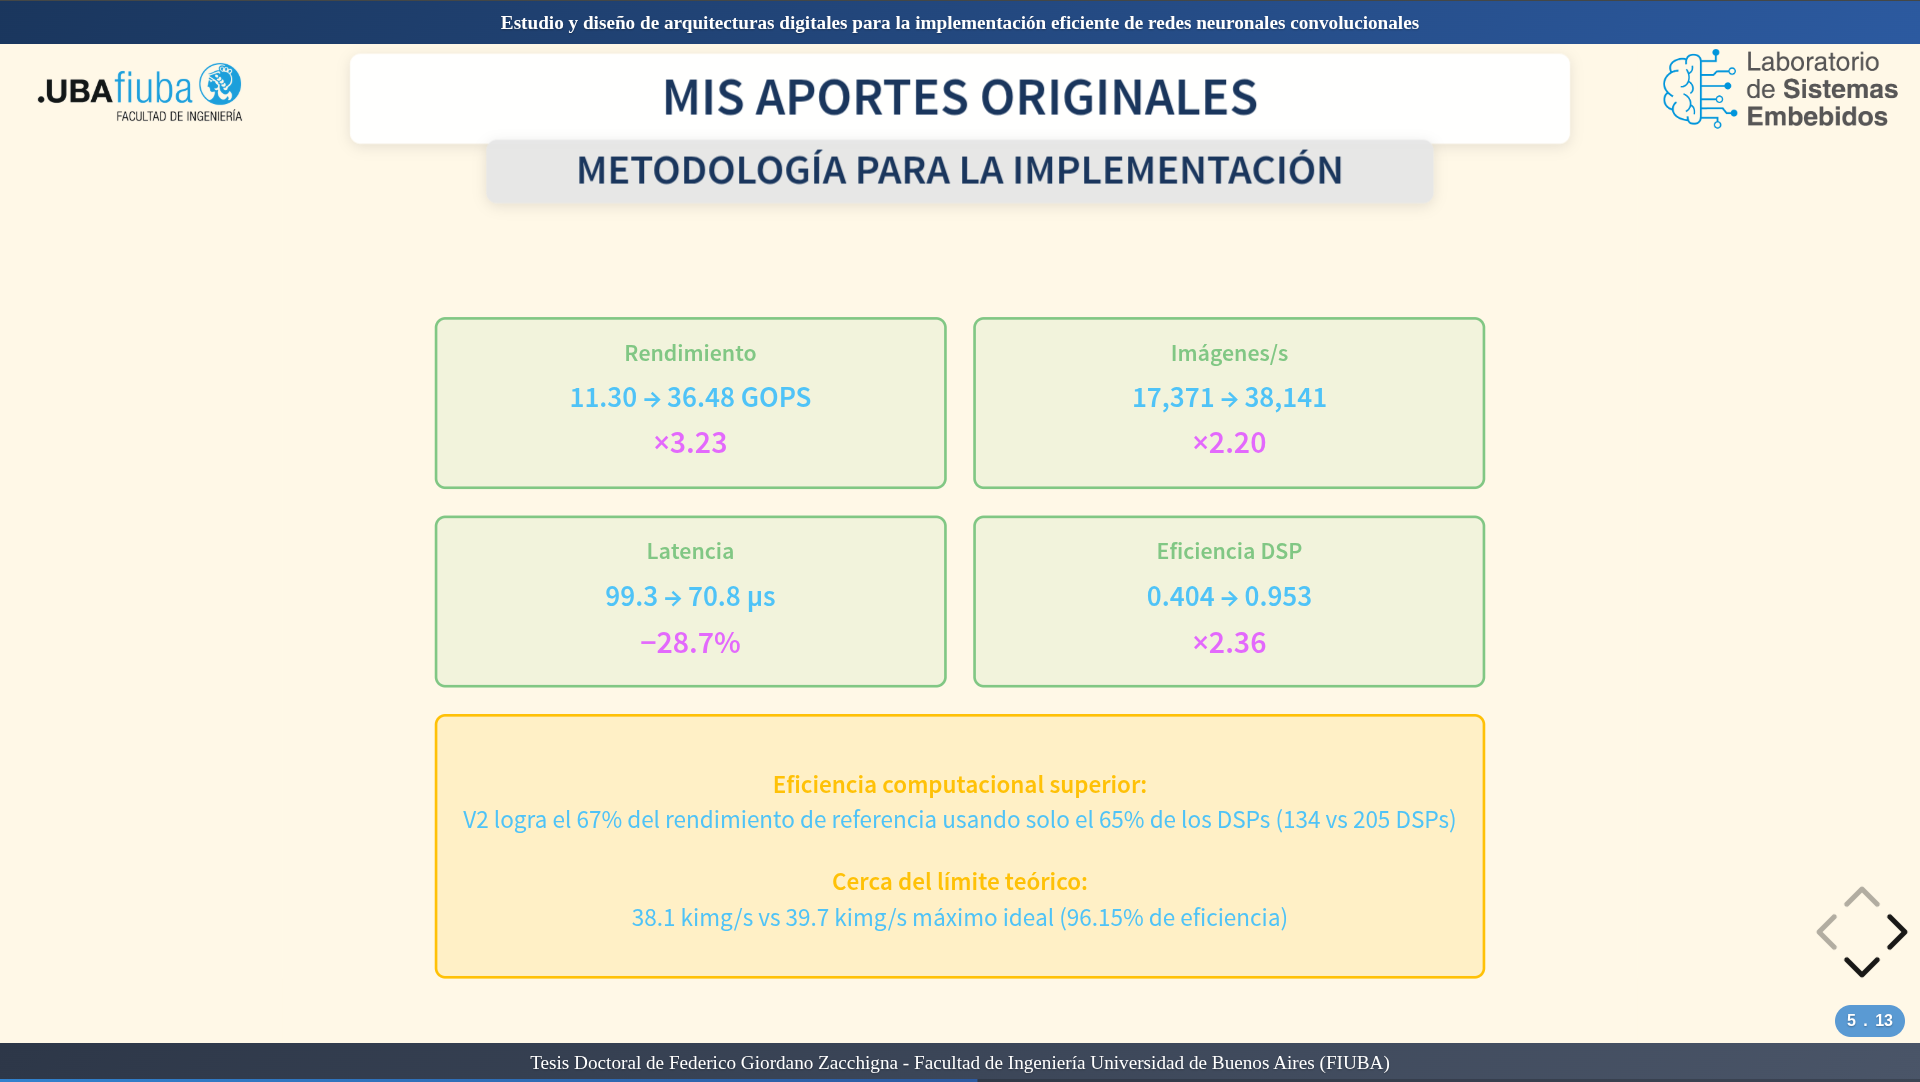 Estudio y diseño de arquitecturas digitales para la implementación eficiente de redes neuronales convolucionales
.UBAfiuba
FACULTAD DE INGENIERÍA
MIS APORTES ORIGINALES
Laboratorio
de Sistemas
Embebidos
METODOLOGÍA PARA LA IMPLEMENTACIÓN
Rendimiento
11.30 → 36.48 GOPS
×3.23
Imágenes/s
17,371 → 38,141
×2.20
Latencia
99.3 → 70.8 µs
−28.7%
Eficiencia DSP
0.404 → 0.953
×2.36
Eficiencia computacional superior:
V2 logra el 67% del rendimiento de referencia usando solo el 65% de los DSPs (134 vs 205 DSPs)
Cerca del límite teórico:
38.1 kimg/s vs 39.7 kimg/s máximo ideal (96.15% de eficiencia)
5 . 13
Tesis Doctoral de Federico Giordano Zacchigna - Facultad de Ingeniería Universidad de Buenos Aires (FIUBA)